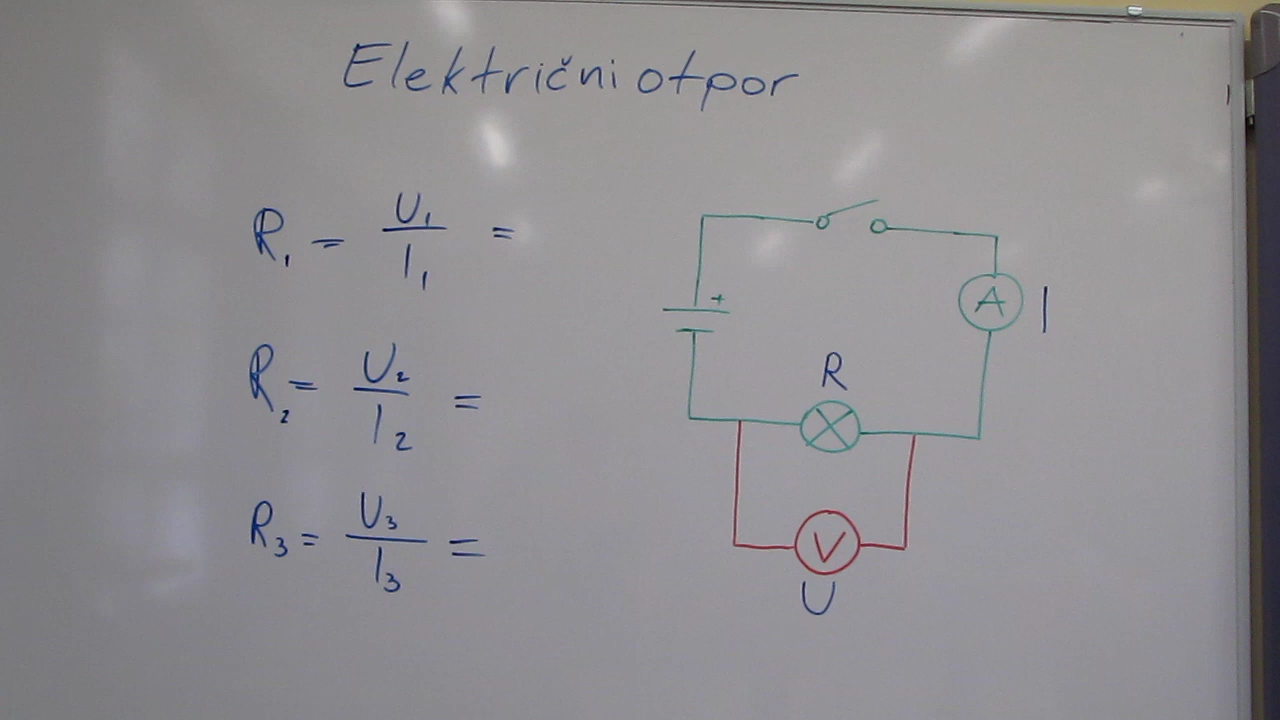 Električni otpor
R₁ = U₁/I₁ =
R₂ = U₂/I₂ =
R₃ = U₃/I₃ =
+
A I
R
V
U